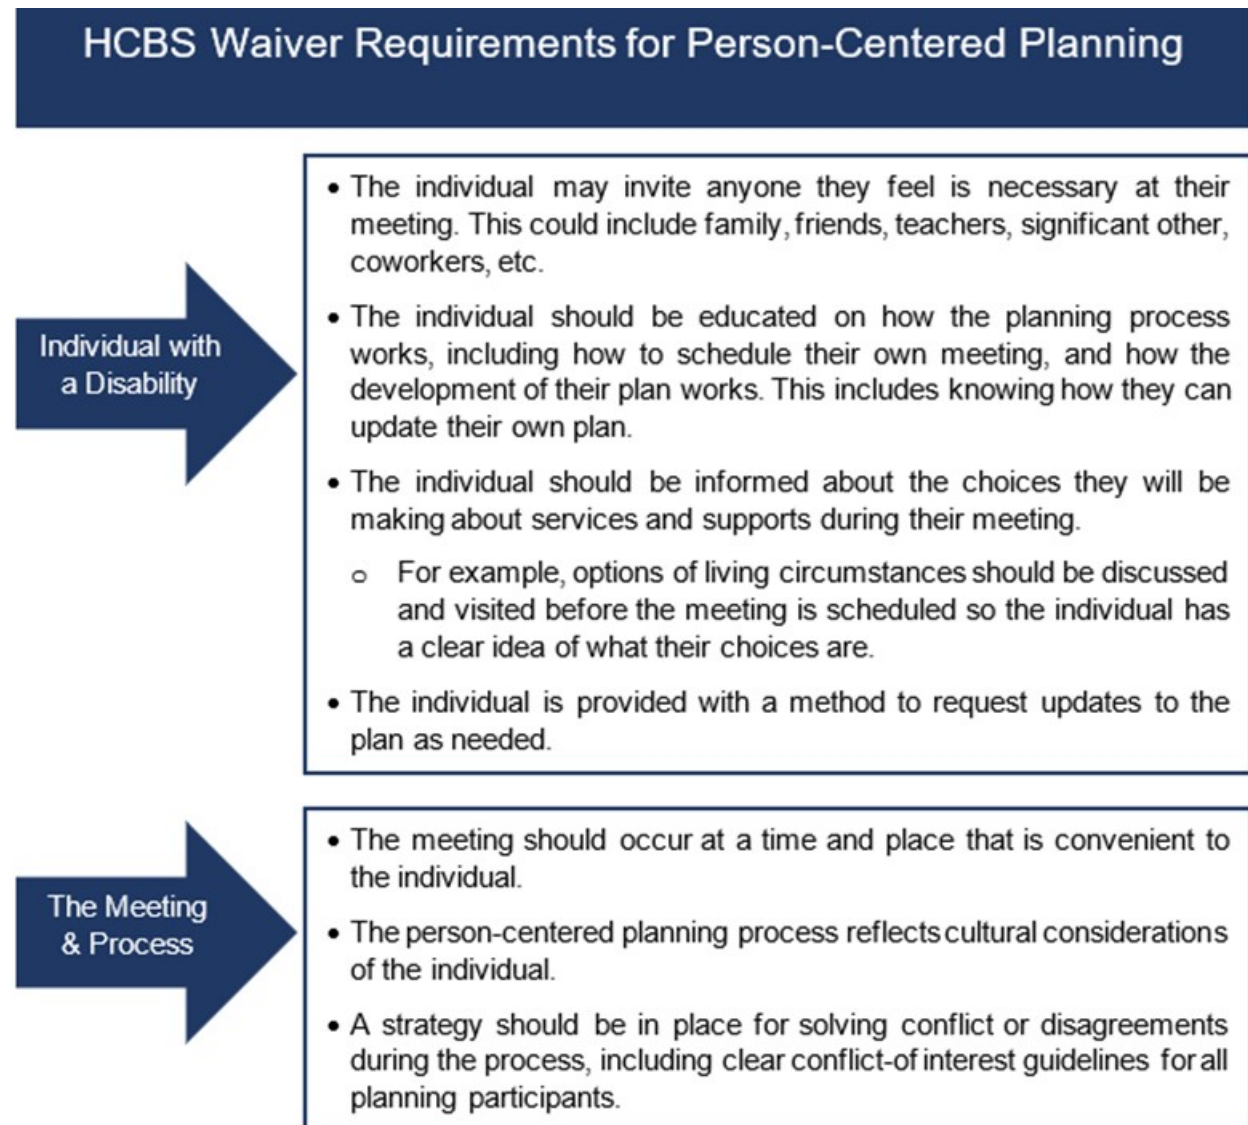 HCBS Waiver Requirements for Person-Centered Planning
Individual with
a Disability
• The individual may invite anyone they feel is necessary at their
meeting. This could include family, friends, teachers, significant other,
coworkers, etc.
• The individual should be educated on how the planning process
works, including how to schedule their own meeting, and how the
development of their plan works. This includes knowing how they can
update their own plan.
• The individual should be informed about the choices they will be
making about services and supports during their meeting.
o For example, options of living circumstances should be discussed
and visited before the meeting is scheduled so the individual has
a clear idea of what their choices are.
• The individual is provided with a method to request updates to the
plan as needed.
The Meeting
& Process
• The meeting should occur at a time and place that is convenient to
the individual.
• The person-centered planning process reflects cultural considerations
of the individual.
• A strategy should be in place for solving conflict or disagreements
during the process, including clear conflict-of interest guidelines for all
planning participants.